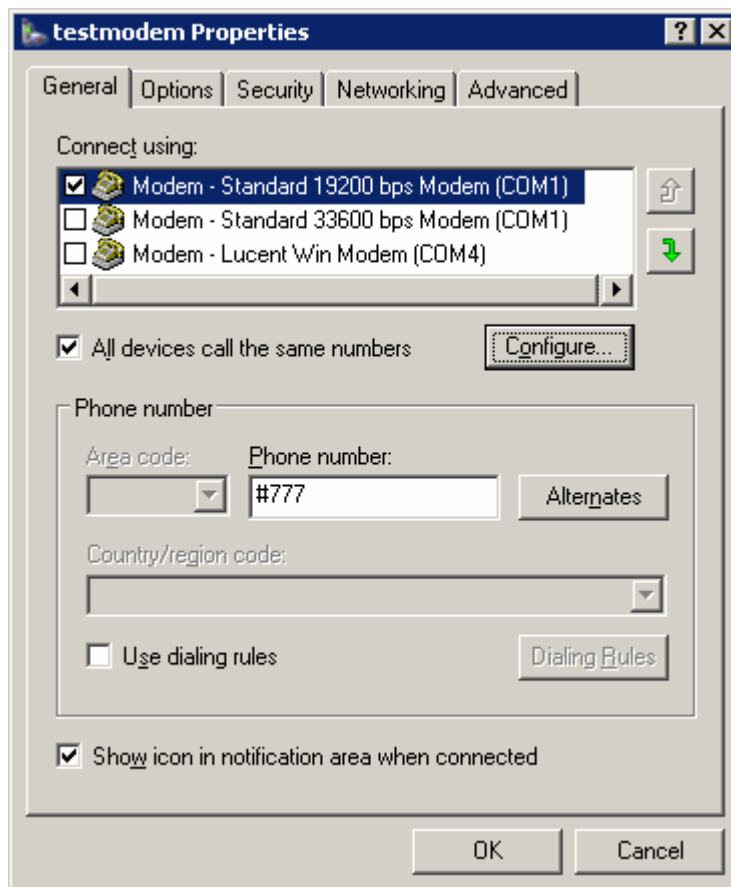 testmodem Properties
General Options Security Networking Advanced
Connect using:
Modem - Standard 19200 bps Modem (COM1)
Modem - Standard 33600 bps Modem (COM1)
Modem - Lucent Win Modem (COM4)
All devices call the same numbers Configure...
Phone number
Area code: Phone number:
#777 Alternates
Country/region code:
Use dialing rules Dialing Rules
Show icon in notification area when connected
OK Cancel